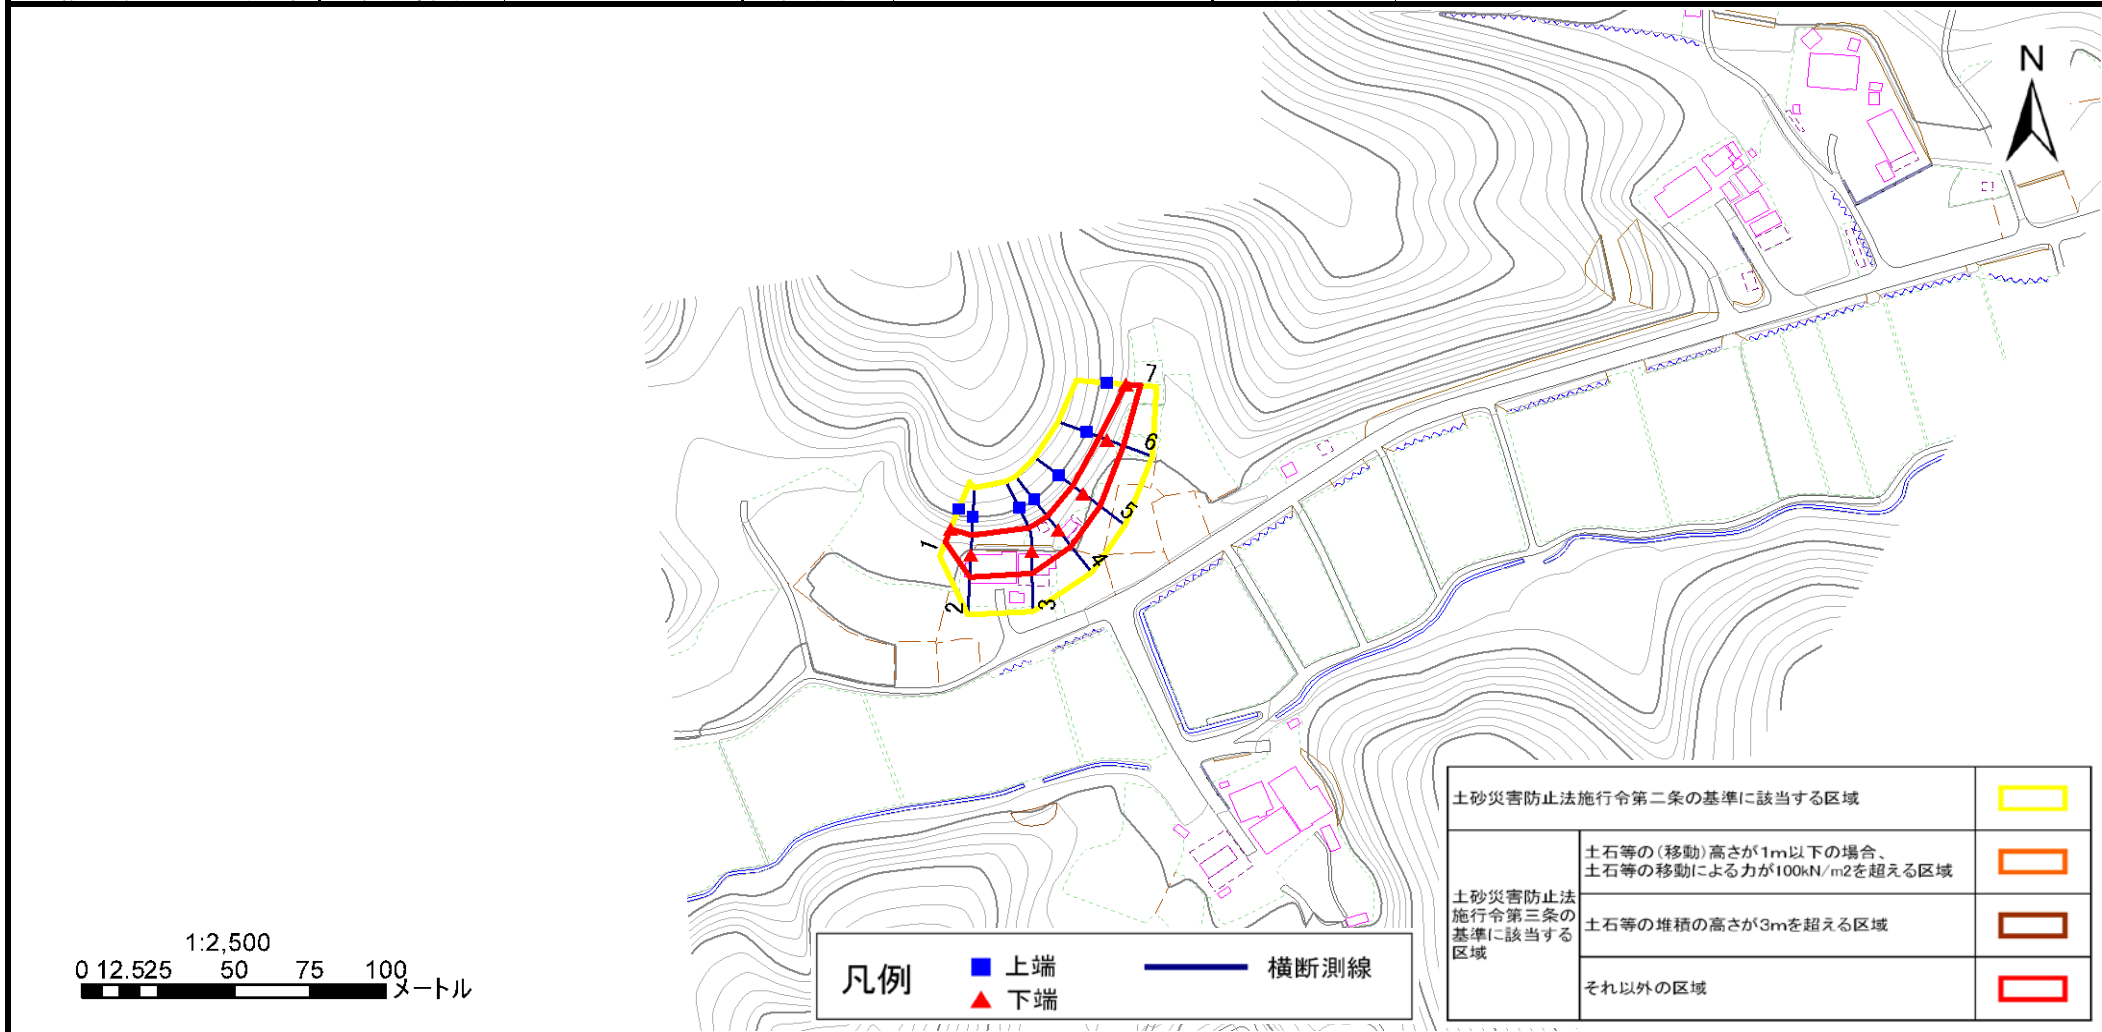 N
7
6
5
4
3
2
1
土砂災害防止法施行令第二条の基準に該当する区域
土砂災害防止法
施行令第三条の
基準に該当する
区域
土石等の(移動)高さが1m以下の場合、
土石等の移動による力が100kN/m2を超える区域
土石等の堆積の高さが3mを超える区域
それ以外の区域
凡例
上端
下端
横断測線
1:2,500
0 12.525 50 75 100
メートル